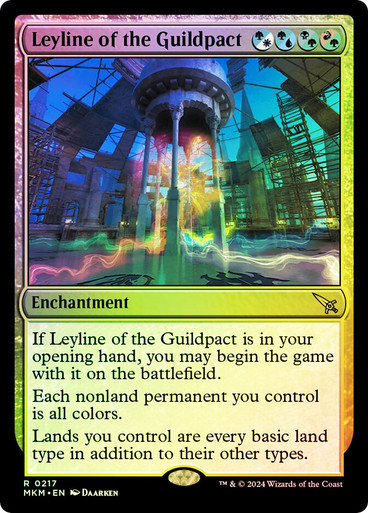 Leyline of the Guildpact
Enchantment
If Leyline of the Guildpact is in your
opening hand, you may begin the game
with it on the battlefield.
Each nonland permanent you control
is all colors.
Lands you control are every basic land
type in addition to their other types.
R 0217
MKM • EN Daarken
™ & © 2024 Wizards of the Coast